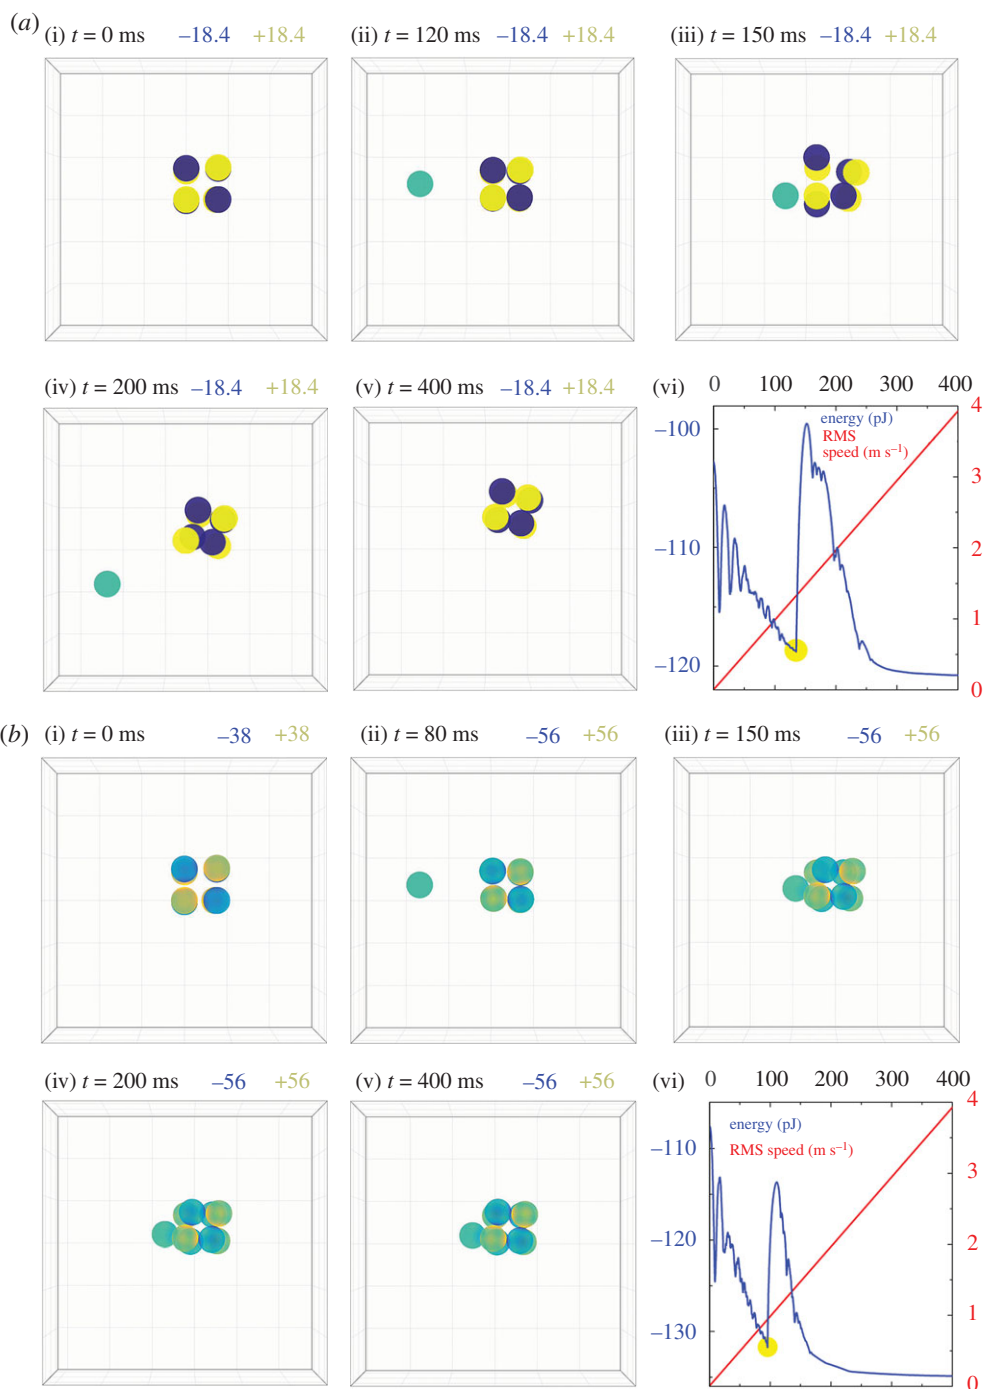 (a) (i) t = 0 ms –18.4 +18.4 (ii) t = 120 ms –18.4 +18.4 (iii) t = 150 ms –18.4 +18.4
(iv) t = 200 ms –18.4 +18.4 (v) t = 400 ms –18.4 +18.4 (vi) 0 100 200 300 400
4
energy (pJ)
–100
RMS
speed (m s–1)
3
–110
2
1
–120
0
(b) (i) t = 0 ms –38 +38 (ii) t = 80 ms –56 +56 (iii) t = 150 ms –56 +56
(iv) t = 200 ms –56 +56 (v) t = 400 ms –56 +56 (vi) 0 100 200 300 400
4
energy (pJ)
–110
RMS speed (m s–1)
3
–120
2
1
–130
0